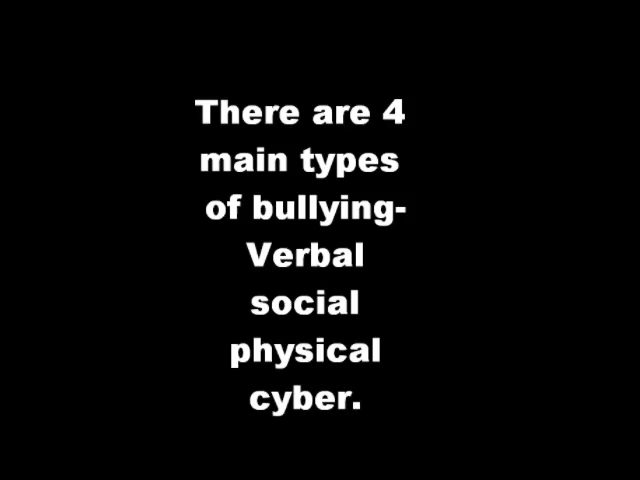 There are 4
main types
of bullying-
Verbal
social
physical
cyber.